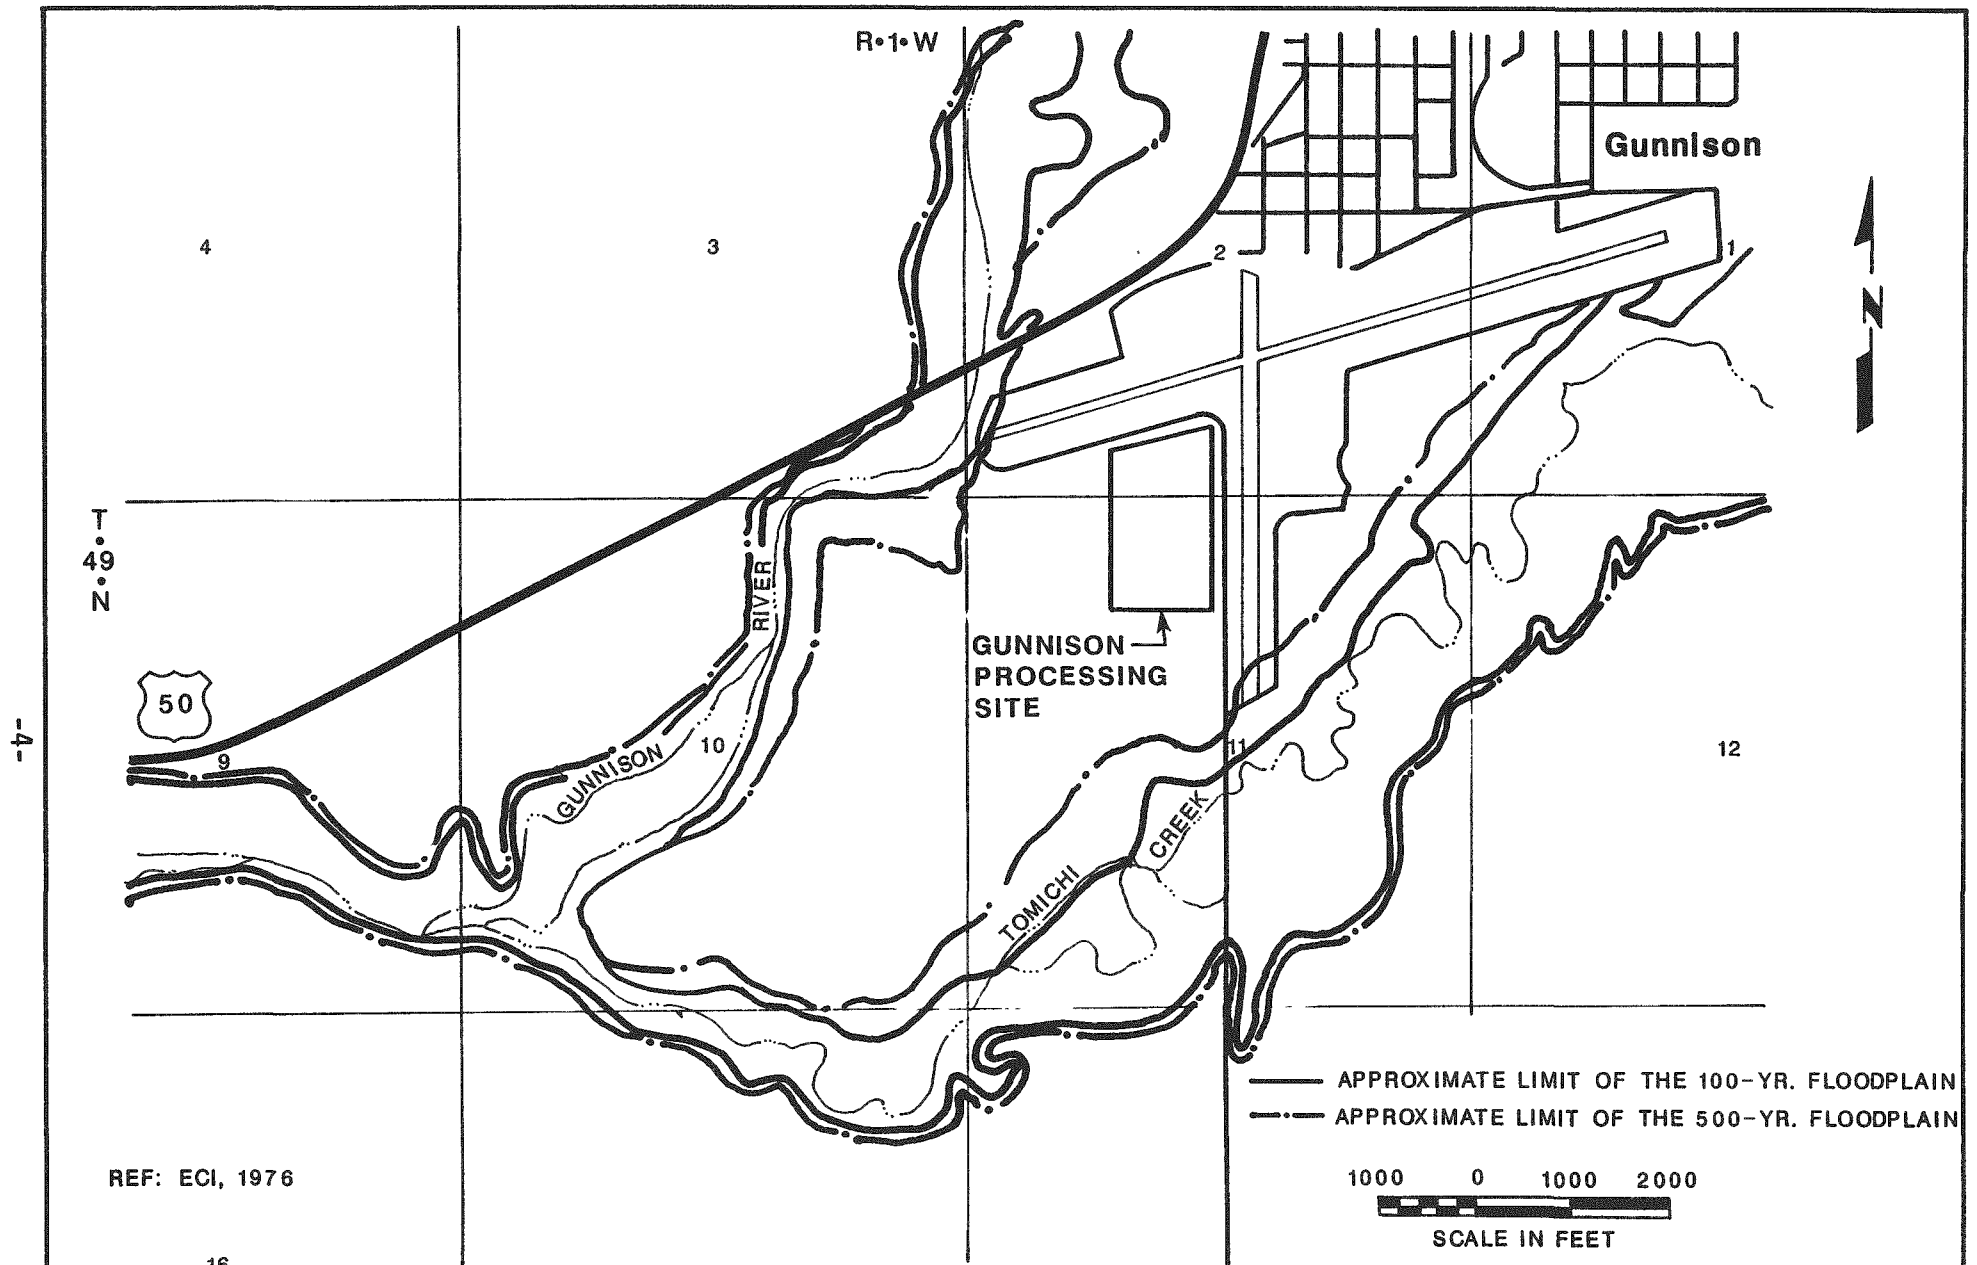 R•1•W
Gunnison
4
3
2
1
N
T
•
49
•
N
RIVER
GUNNISON
PROCESSING
SITE
50
-4-
9
10
11
12
GUNNISON
CREEK
TOMICHI
APPROXIMATE LIMIT OF THE 100-YR. FLOODPLAIN
APPROXIMATE LIMIT OF THE 500-YR. FLOODPLAIN
REF: ECI, 1976
1000 0 1000 2000
SCALE IN FEET
16